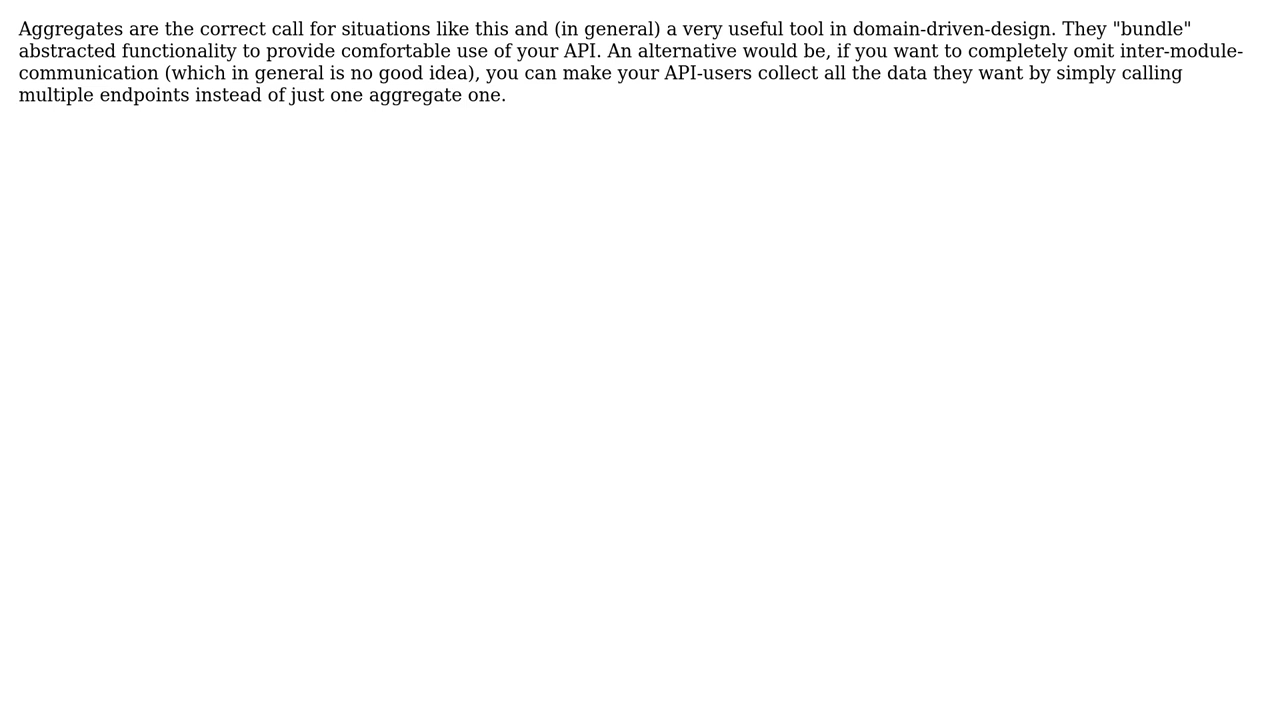 Aggregates are the correct call for situations like this and (in general) a very useful tool in domain-driven-design. They "bundle"
abstracted functionality to provide comfortable use of your API. An alternative would be, if you want to completely omit inter-module-
communication (which in general is no good idea), you can make your API-users collect all the data they want by simply calling
multiple endpoints instead of just one aggregate one.